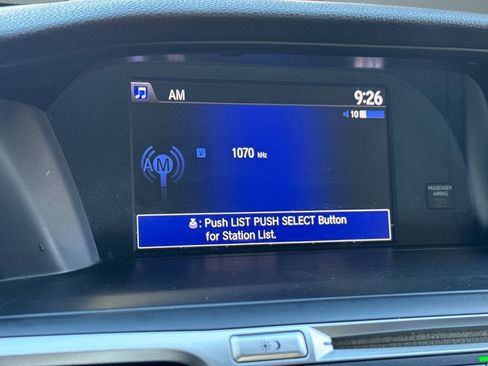 AM
9:26
10
AM
1070 kHz
: Push LIST PUSH SELECT Button
for Station List.
PASSENGER
AIRBAG